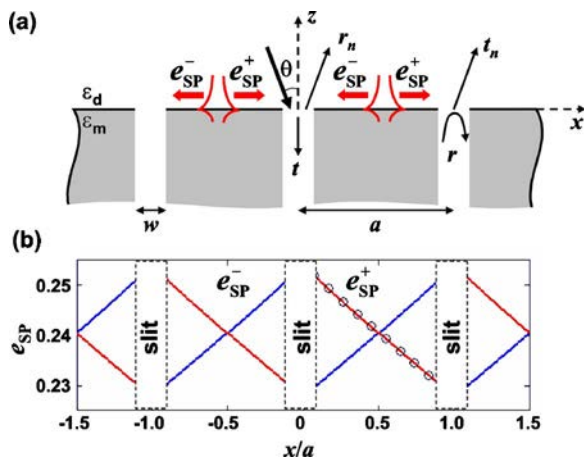 (a)
z
r_n
t_n
e_SP^-
e_SP^+
θ
e_SP^-
e_SP^+
ε_d
x
ε_m
t
r
w
a
(b)
0.25
0.24
0.23
e_SP
e_SP^-
e_SP^+
slit
slit
slit
-1.5
-1.0
-0.5
0
0.5
1.0
1.5
x/a